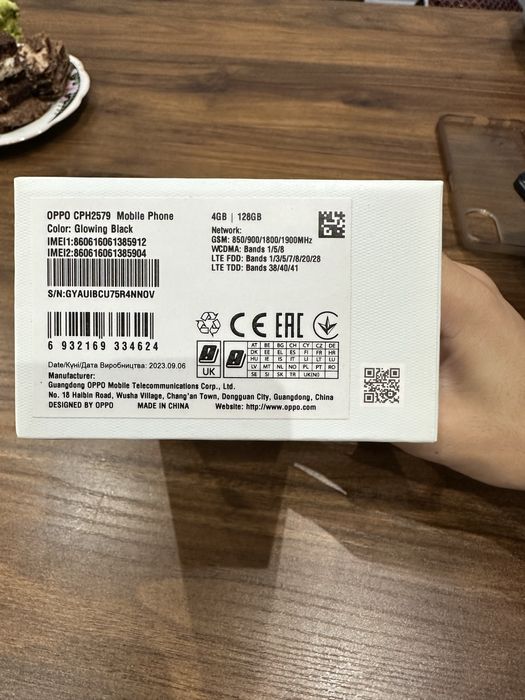 OPPO CPH2579 Mobile Phone
Color: Glowing Black
IMEI1:860616061385912
IMEI2:860616061385904
S/N:GYAUIBCU75R4NNOV
4GB | 128GB
Network:
GSM: 850/900/1800/1900MHz
WCDMA: Bands 1/5/8
LTE FDD: Bands 1/3/5/7/8/20/28
LTE TDD: Bands 38/40/41
6 932169 334624
CE EAC
UK
AT BE BG CH CY CZ DE
DK EE EL ES FI FR HR
HU IE IS IT LI LT LU
LV MT NL NO PL PT RO
SE SI SK TR UK(NI)
Date/Күні/Дата Виробництва: 2023.09.06
Manufacturer:
Guangdong OPPO Mobile Telecommunications Corp., Ltd.
No. 18 Haibin Road, Wusha Village, Chang'an Town, Dongguan City, Guangdong, China
DESIGNED BY OPPO MADE IN CHINA Website: http://www.oppo.com